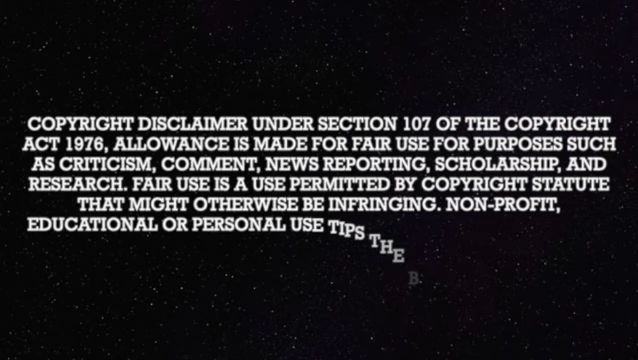 COPYRIGHT DISCLAIMER UNDER SECTION 107 OF THE COPYRIGHT
ACT 1976, ALLOWANCE IS MADE FOR FAIR USE FOR PURPOSES SUCH
AS CRITICISM, COMMENT, NEWS REPORTING, SCHOLARSHIP, AND
RESEARCH. FAIR USE IS A USE PERMITTED BY COPYRIGHT STATUTE
THAT MIGHT OTHERWISE BE INFRINGING. NON-PROFIT,
EDUCATIONAL OR PERSONAL USE TIPS THE B